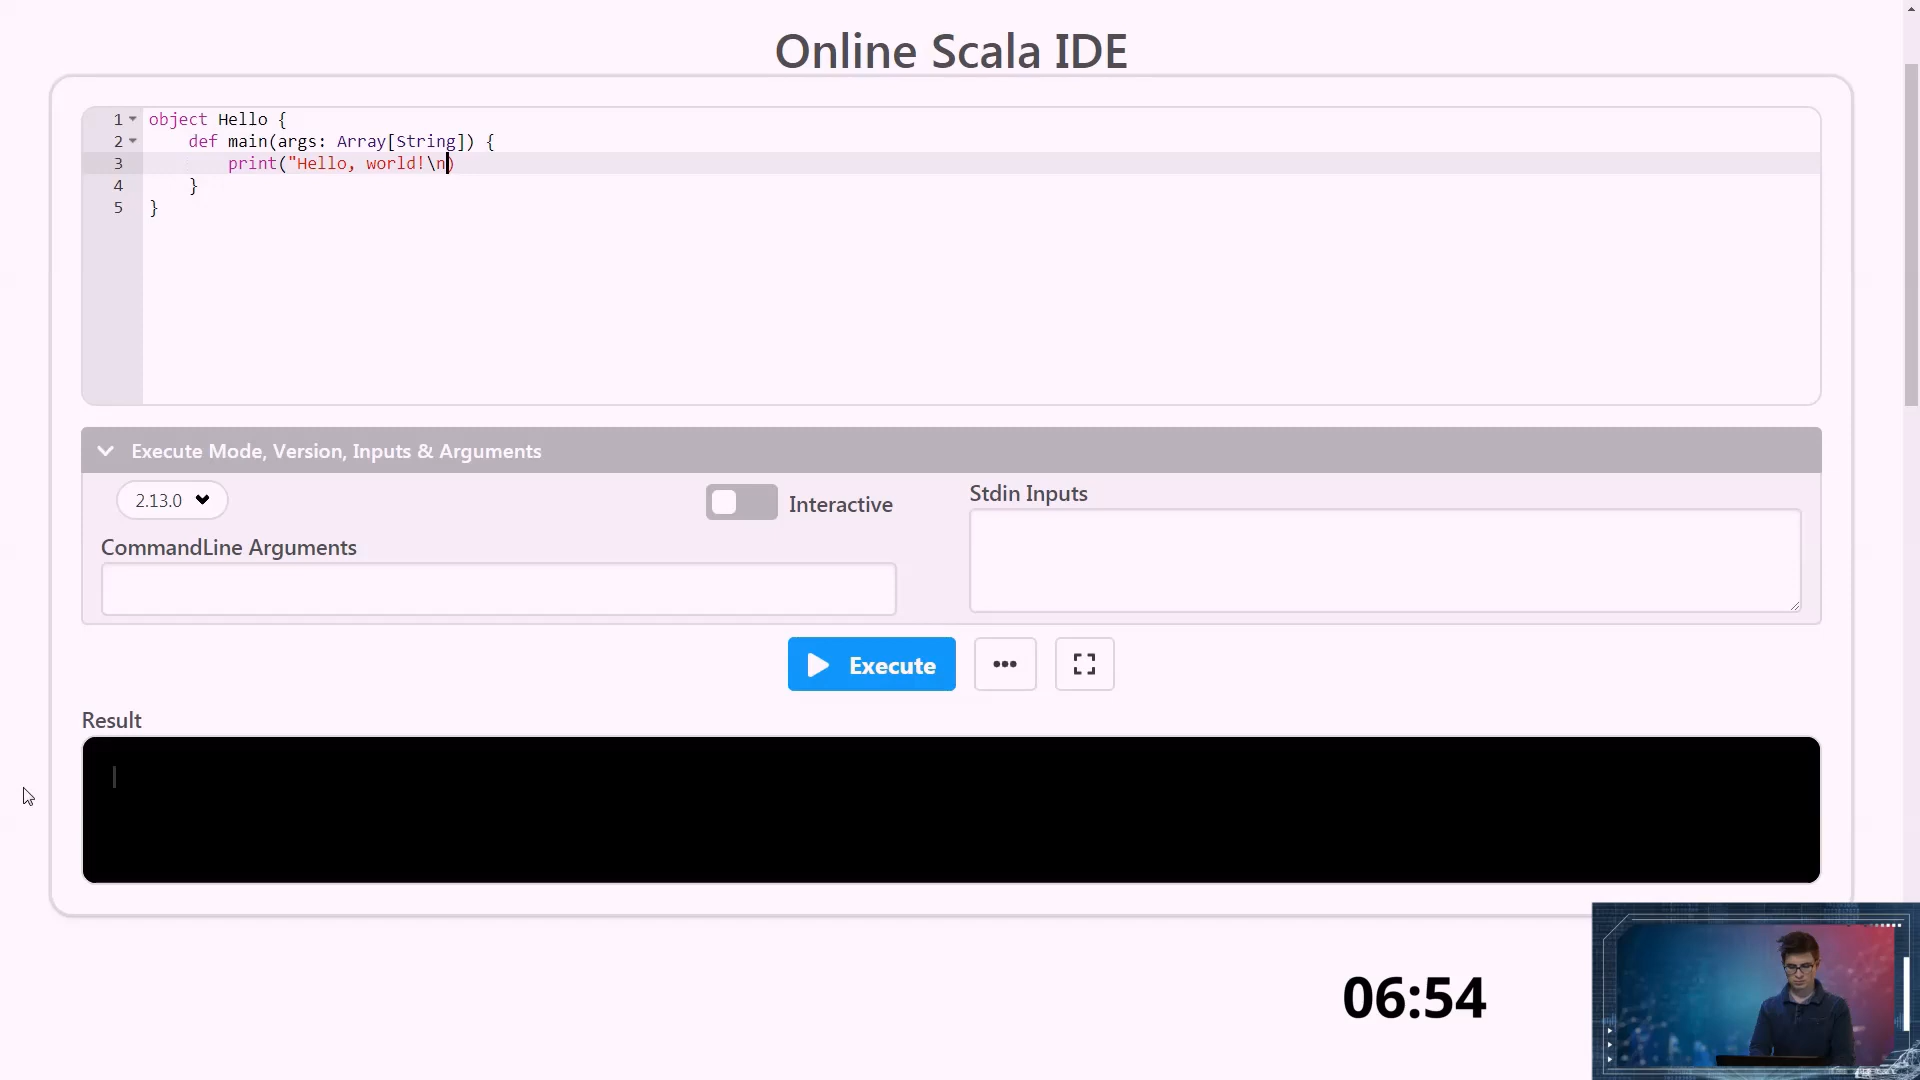 Online Scala IDE
1 object Hello {
2 def main(args: Array[String]) {
3 print("Hello, world!\n)
4 }
5 }
Execute Mode, Version, Inputs & Arguments
2.13.0
Interactive
Stdin Inputs
CommandLine Arguments
Execute
Result
06:54